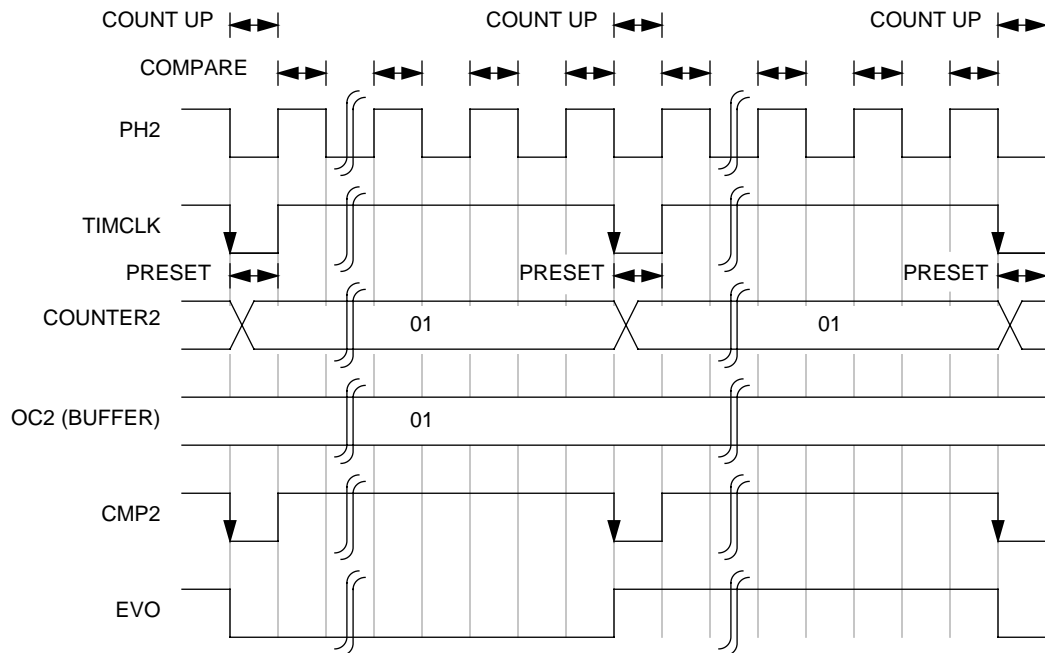 COUNT UP COUNT UP COUNT UP
COMPARE
PH2
TIMCLK
PRESET PRESET PRESET
COUNTER2 01 01
OC2 (BUFFER) 01
CMP2
EVO